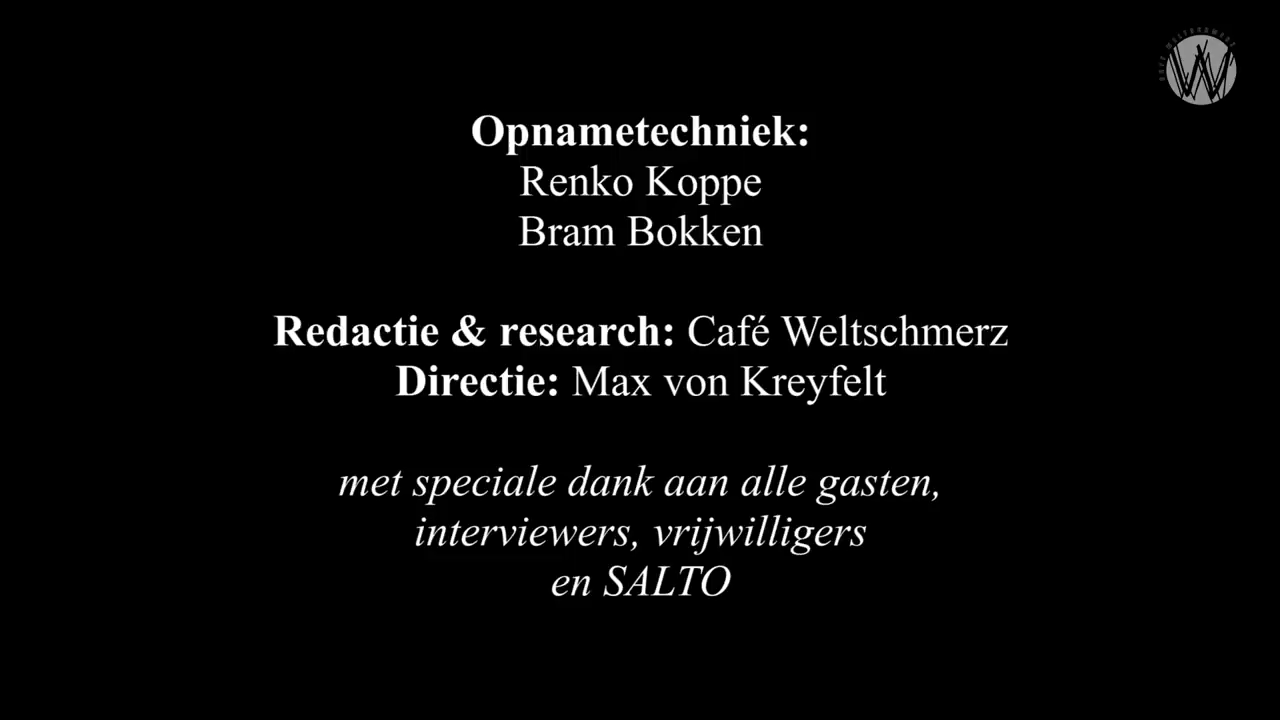 Opnametechniek:
Renko Koppe
Bram Bokken
Redactie & research: Café Weltschmerz
Directie: Max von Kreyfelt
met speciale dank aan alle gasten,
interviewers, vrijwilligers
en SALTO